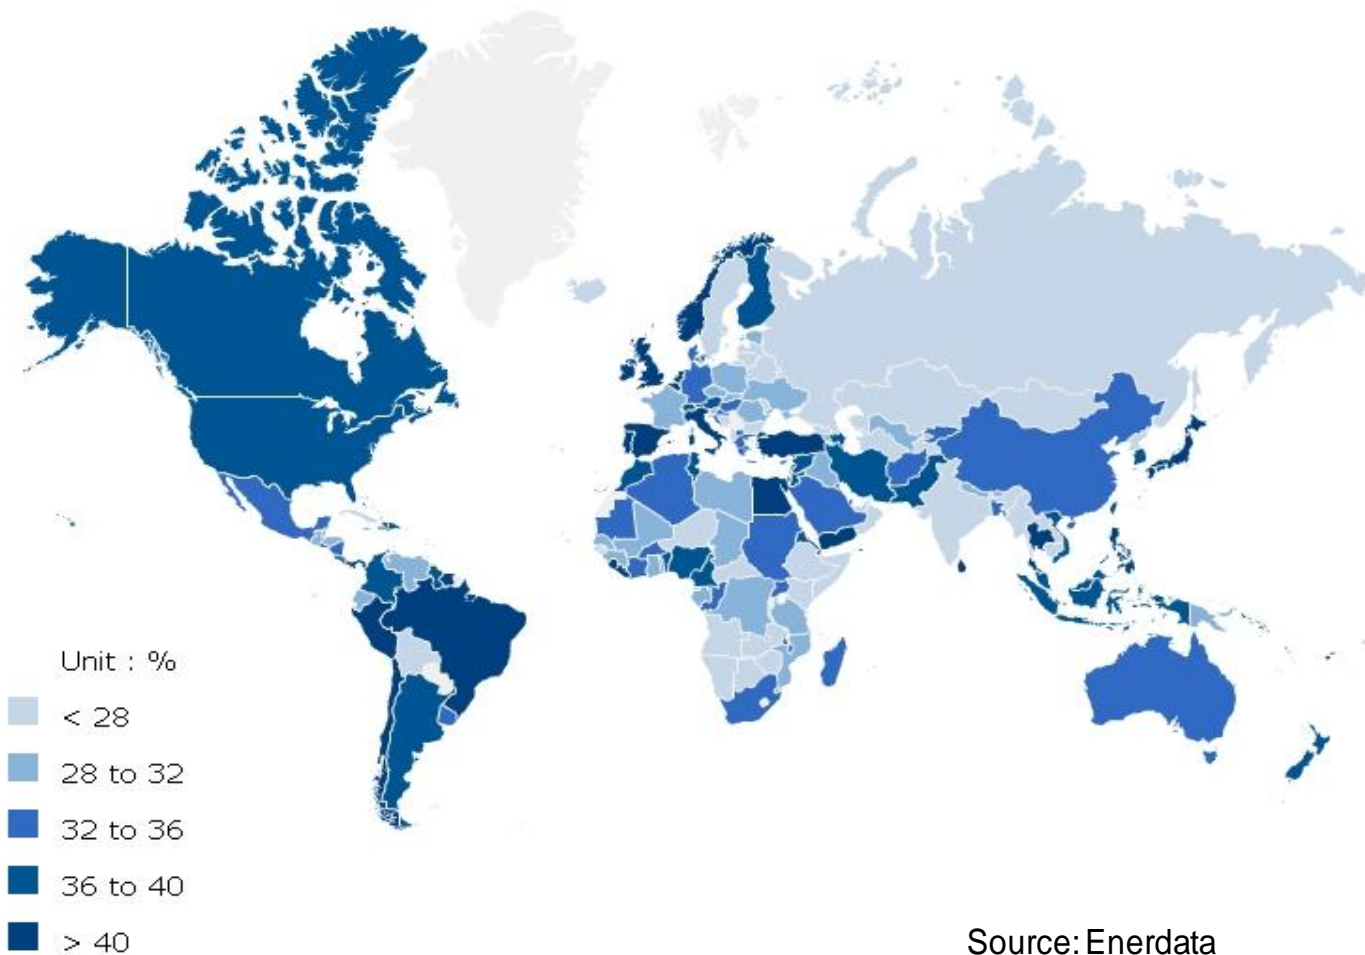 Unit : %
< 28
28 to 32
32 to 36
36 to 40
> 40
Source: Enerdata